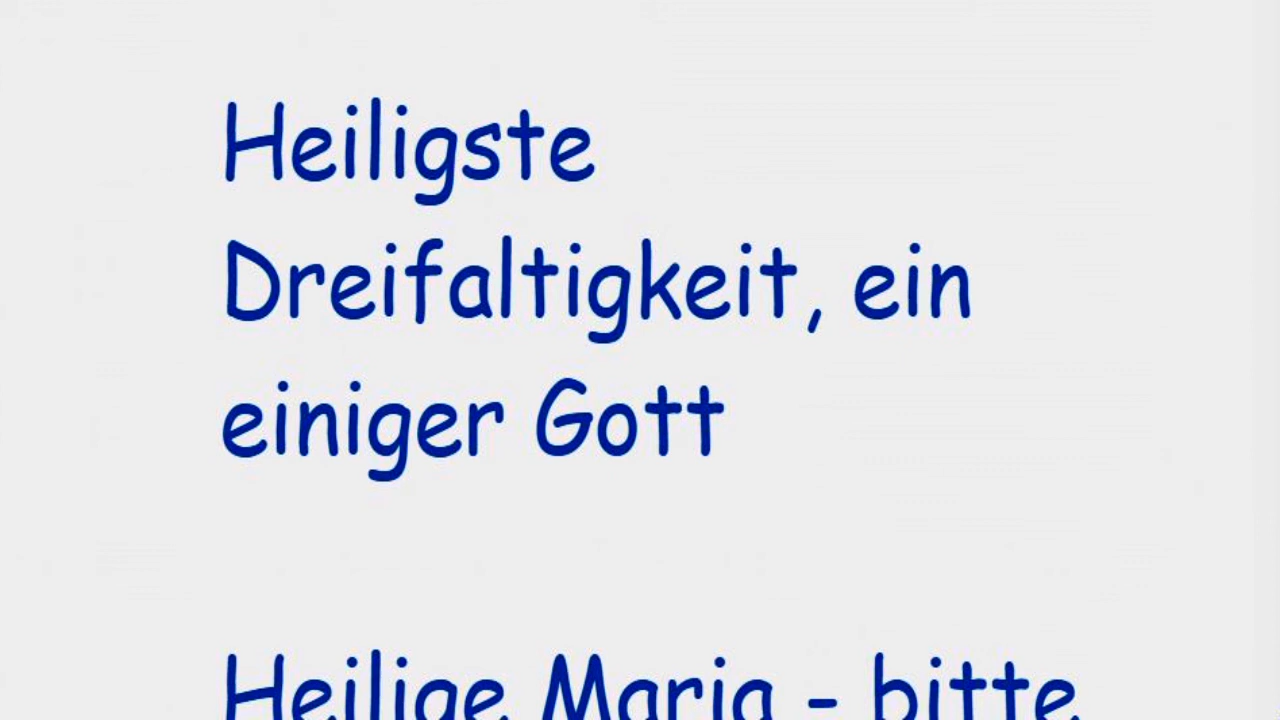 Heiligste
Dreifaltigkeit, ein
einiger Gott
Heilige Maria - bitte